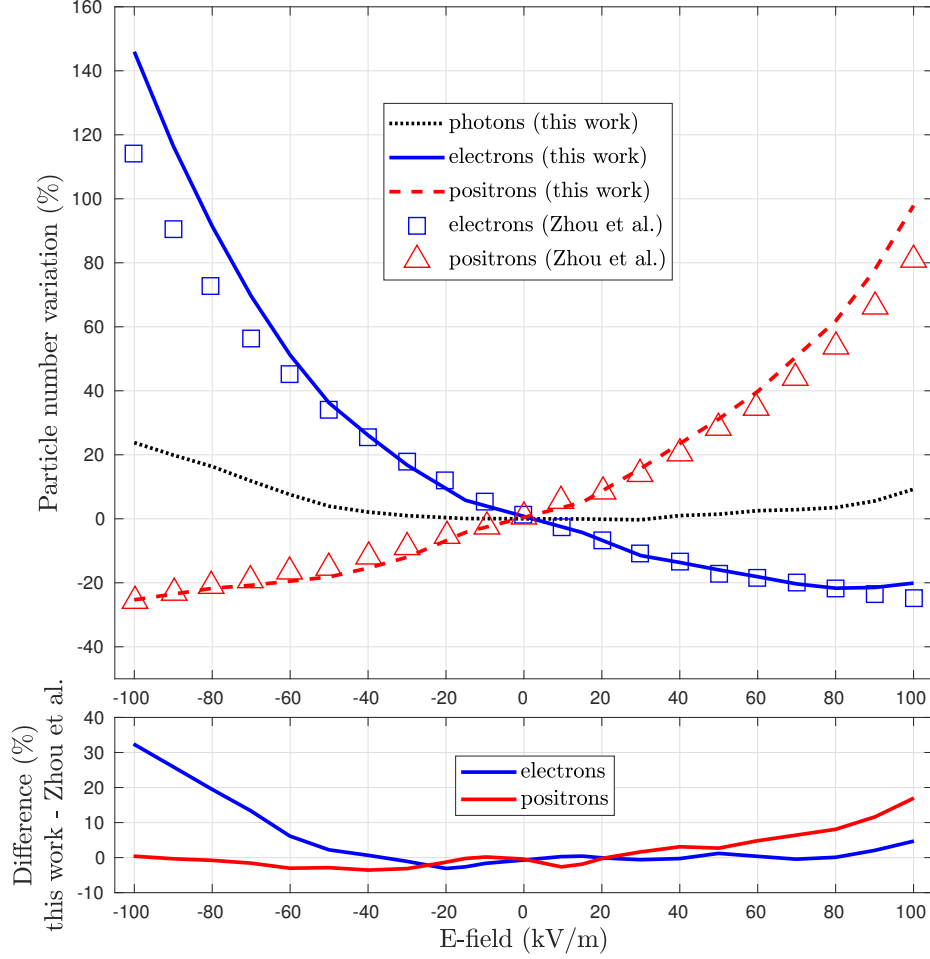 160
140
120
100
80
60
40
20
0
-20
-40
Particle number variation (%)
photons (this work)
electrons (this work)
positrons (this work)
electrons (Zhou et al.)
positrons (Zhou et al.)
-100 -80 -60 -40 -20 0 20 40 60 80 100
Difference (%)
this work - Zhou et al.
40
30
20
10
0
-10
electrons
positrons
-100 -80 -60 -40 -20 0 20 40 60 80 100
E-field (kV/m)